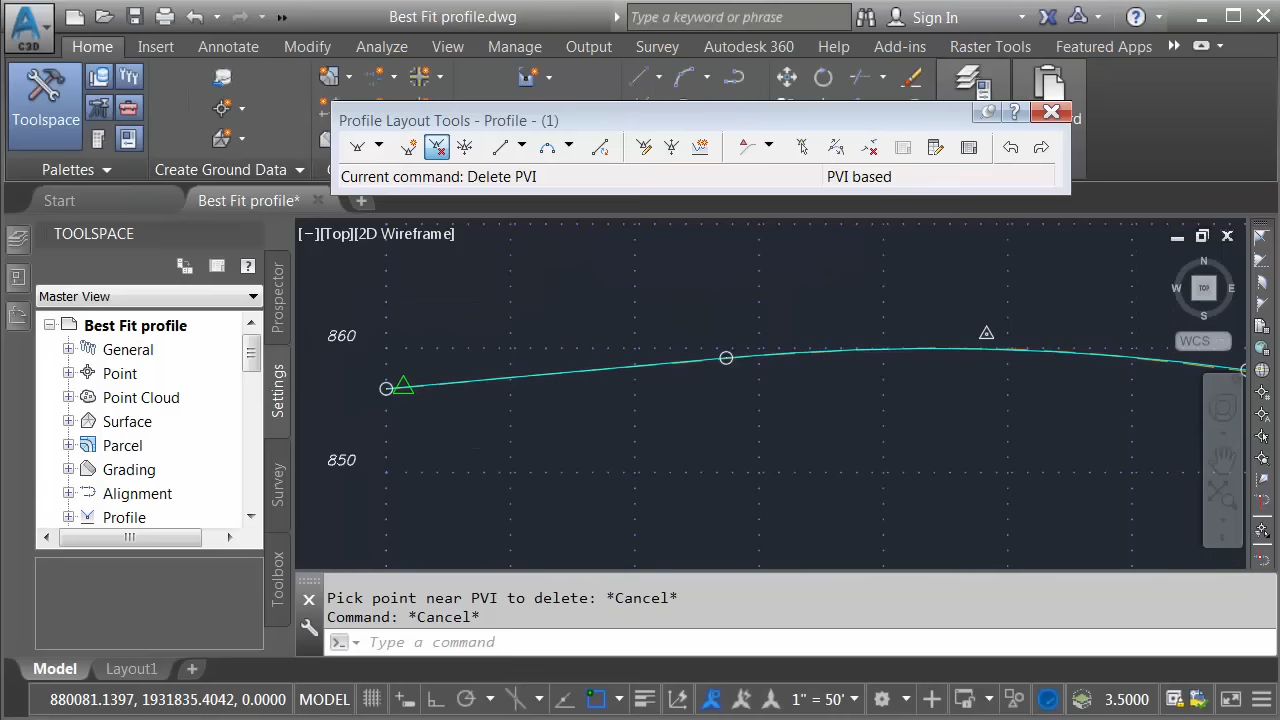 C3D
Best Fit profile.dwg
Type a keyword or phrase
Sign In
Home Insert Annotate Modify Analyze View Manage Output Survey Autodesk 360 Help Add-ins Raster Tools Featured Apps
Toolspace
Profile Layout Tools - Profile - (1)
Current command: Delete PVI
PVI based
Palettes
Create Ground Data
Start
Best Fit profile*
TOOLSPACE
Master View
Best Fit profile
General
Point
Point Cloud
Surface
Parcel
Grading
Alignment
Profile
Prospector
Settings
Survey
Toolbox
[−][Top][2D Wireframe]
N
W TOP E
S
WCS
860
850
Pick point near PVI to delete: *Cancel*
Command: *Cancel*
Type a command
Model Layout1
880081.1397, 1931835.4042, 0.0000 MODEL 1" = 50' 3.5000